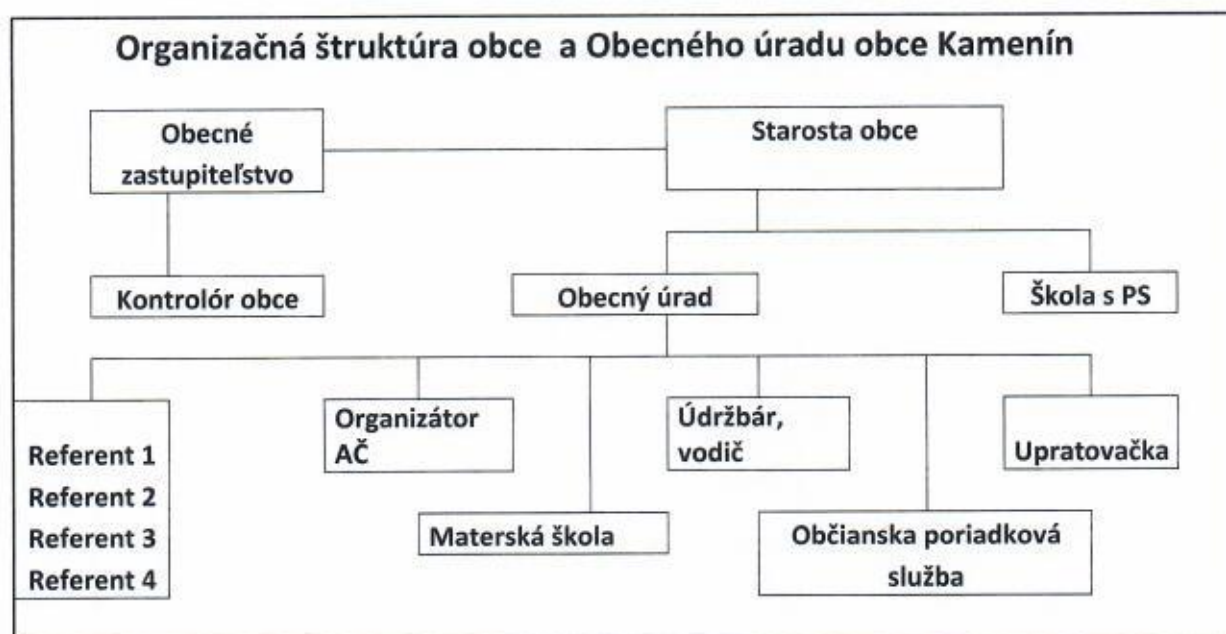 Organizačná štruktúra obce a Obecného úradu obce Kamenín
Obecné
zastupiteľstvo
Starosta obce
Kontrolór obce
Obecný úrad
Škola s PS
Referent 1
Referent 2
Referent 3
Referent 4
Organizátor
AČ
Údržbár,
vodič
Upratovačka
Materská škola
Občianska poriadková
služba